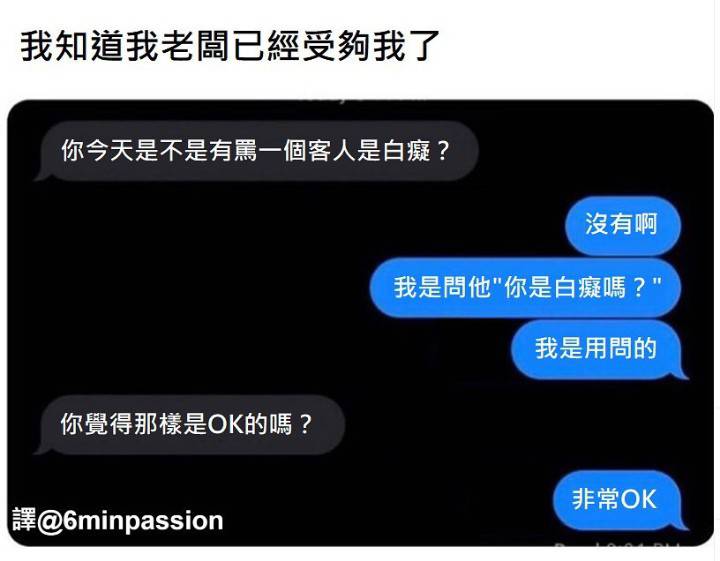 我知道我老闆已經受夠我了
你今天是不是有罵一個客人是白癡？
沒有啊
我是問他"你是白癡嗎？"
我是用問的
你覺得那樣是OK的嗎？
非常OK
譯@6minpassion